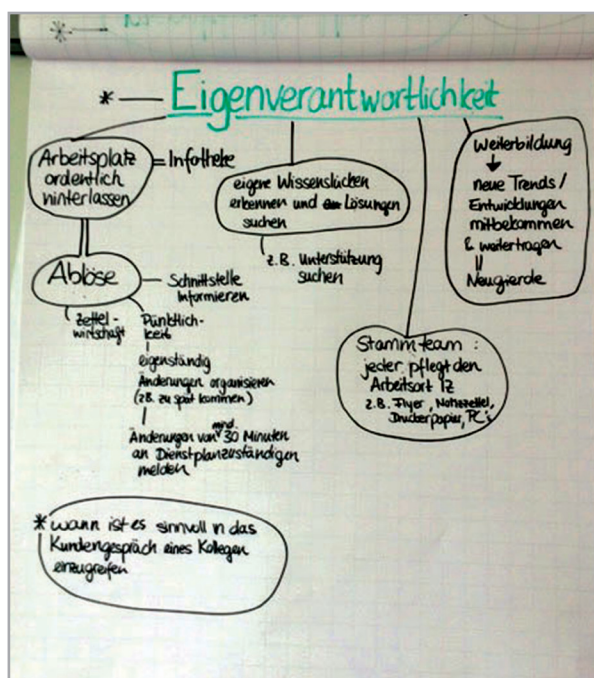 * Eigenverantwortlichkeit
Arbeitsplatz
ordentlich
hinterlassen
= Infotheke
Ablöse
Schnittstelle
Informieren
Zettel-
wirtschaft
Pünktlich-
keit
eigenständig
Änderungen organisieren
(z.B. zu spät kommen)
Änderungen von mind. 30 Minuten
an Dienstplanzuständigen
melden
eigene Wissenslücken
erkennen und Lösungen
suchen
z.B. Unterstützung
suchen
Stammteam :
jeder pflegt den
Arbeitsort IZ
z.B. Flyer, Notizzettel,
Druckerpapier, PC's
Weiterbildung
neue Trends /
Entwicklungen
mitbekommen
& weitertragen
=
Neugierde
* wann ist es sinnvoll in das
Kundengespräch eines Kollegen
einzugreifen